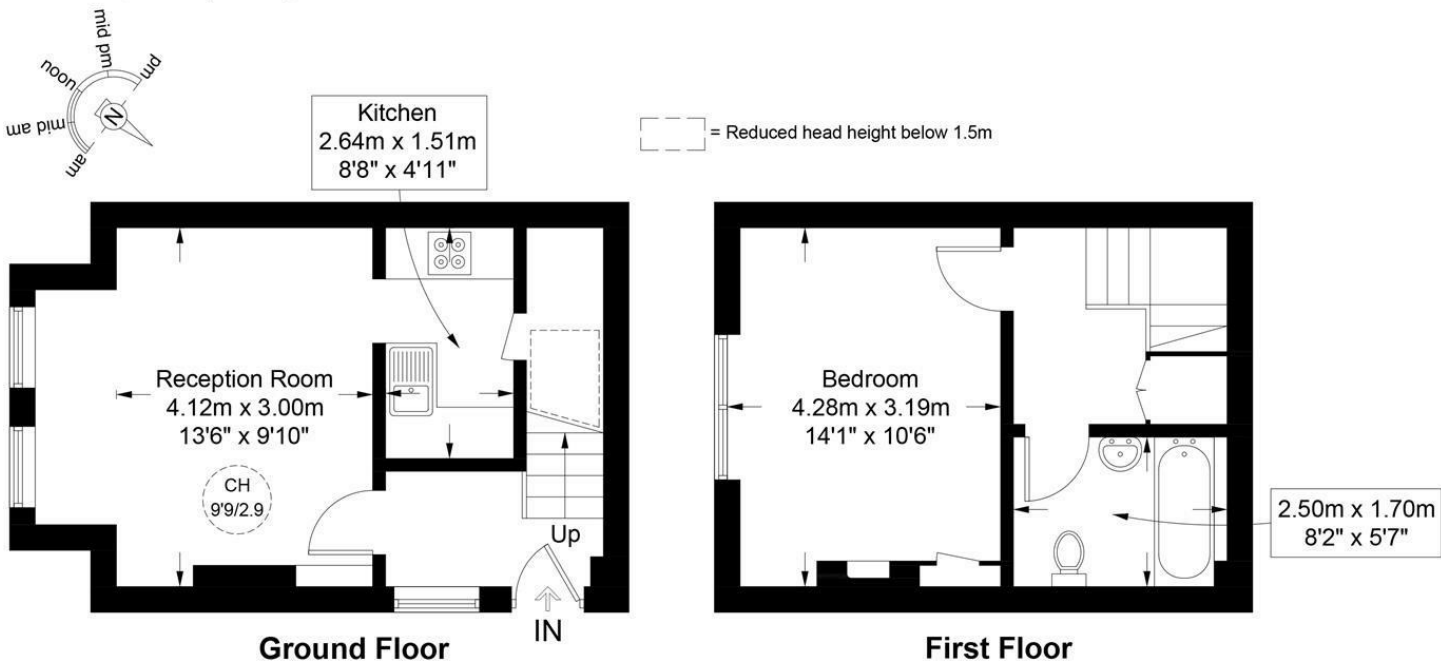 mid pm
pm
noon
mid am
am
N
Kitchen
2.64m x 1.51m
8'8" x 4'11"
= Reduced head height below 1.5m
Reception Room
4.12m x 3.00m
13'6" x 9'10"
CH
9'9/2.9
Up
IN
Ground Floor
Bedroom
4.28m x 3.19m
14'1" x 10'6"
2.50m x 1.70m
8'2" x 5'7"
First Floor